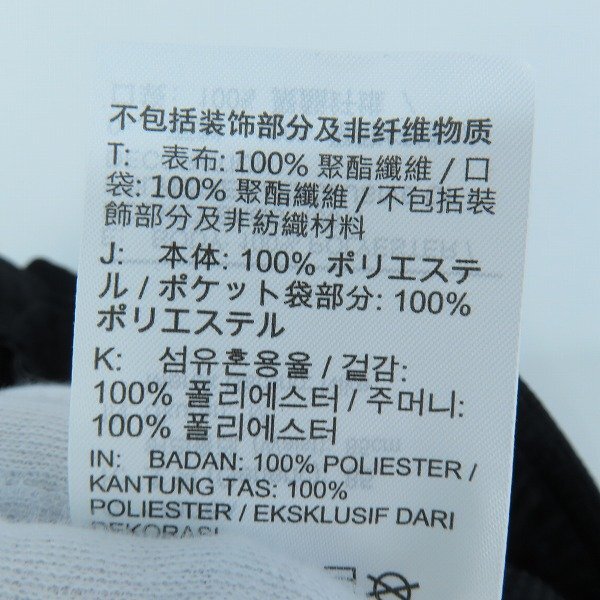 不包括装饰部分及非纤维物质
T: 表布: 100% 聚酯纖維 / 口
袋: 100% 聚酯纖維 / 不包括裝
飾部分及非紡織材料
J: 本体: 100% ポリエステ
ル / ポケット袋部分: 100%
ポリエステル
K: 섬유혼용율 / 겉감:
100% 폴리에스터 / 주머니:
100% 폴리에스터
IN: BADAN: 100% POLIESTER /
KANTUNG TAS: 100%
POLIESTER / EKSKLUSIF DARI
DEKORASI